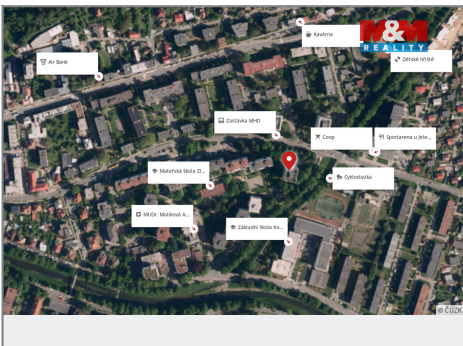 Kavárna
M&M
REALITY
Air Bank
Dětské hřiště
Zastávka MHD
Coop
Sportarena u Jele...
Mateřská škola Zl...
Cyklostezka
MUDr. Malíková A...
Základní škola Ko...
© ČÚZK